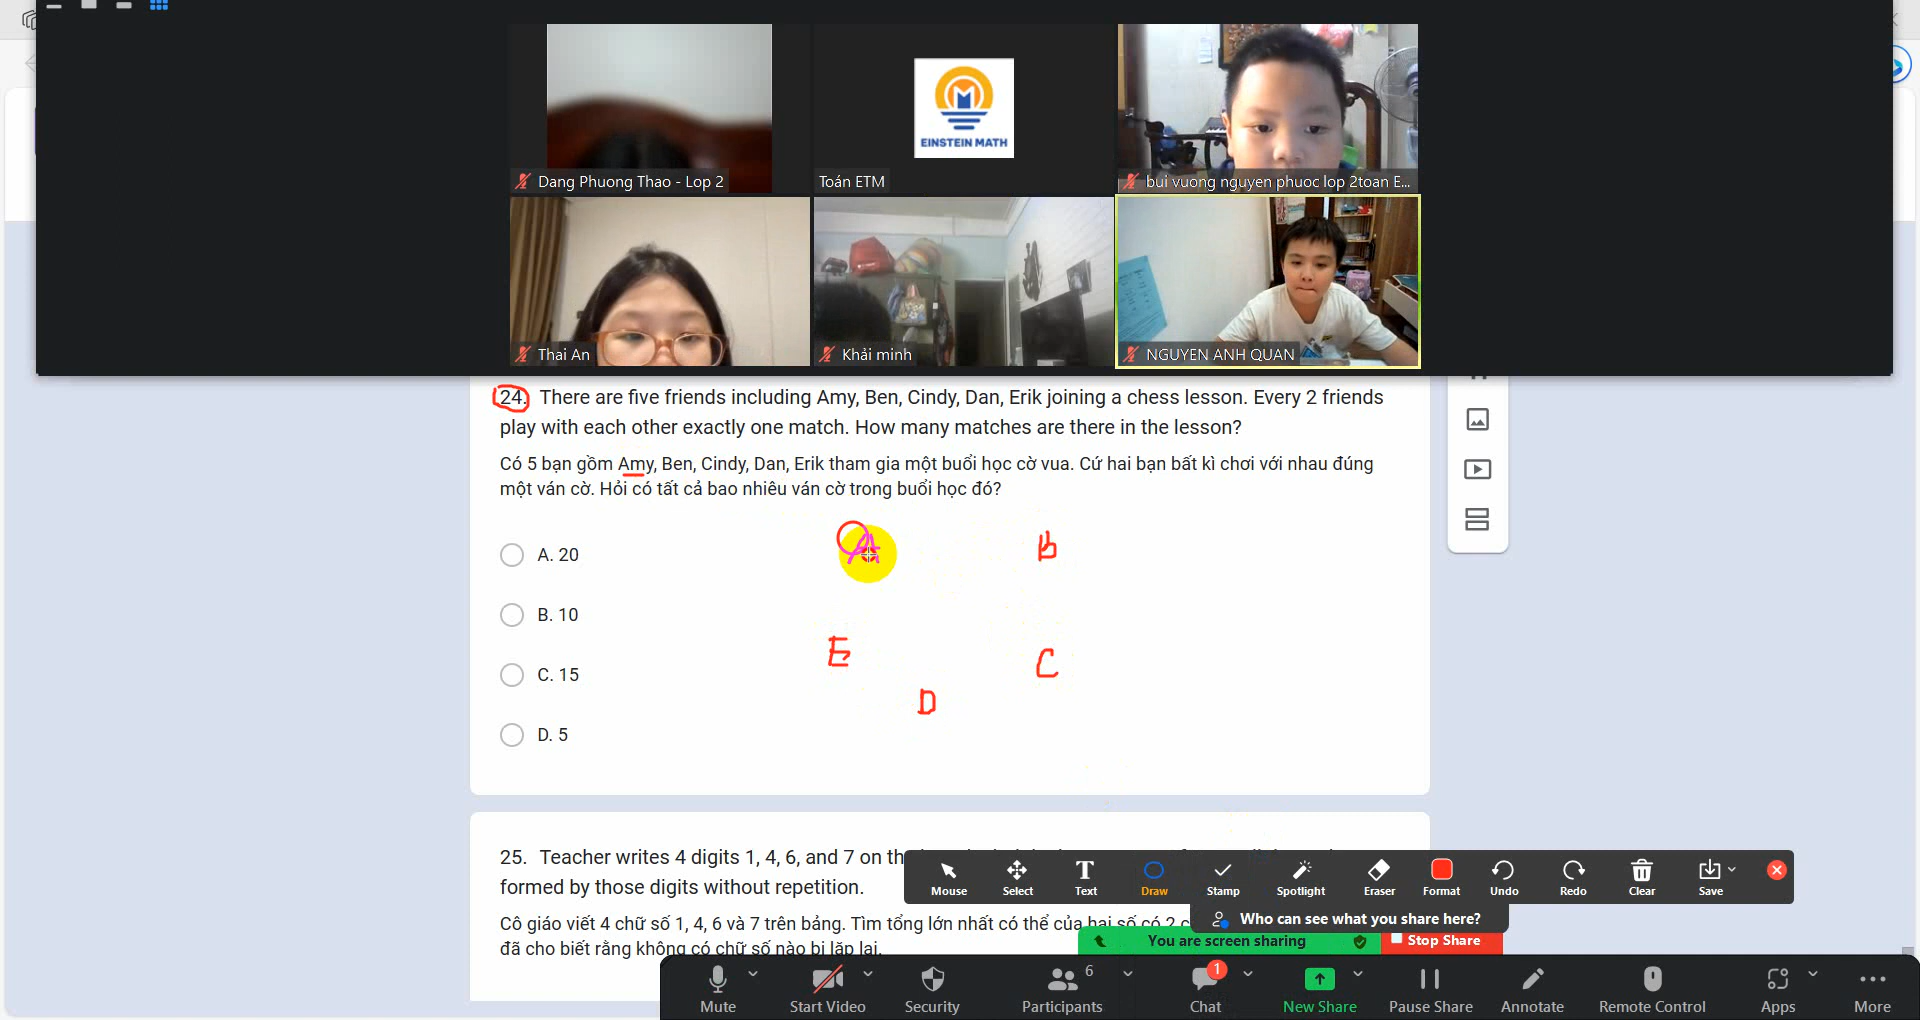 EINSTEIN MATH
Dang Phuong Thao - Lop 2
Toán ETM
bui vuong nguyen phuoc lop 2toan E...
Thai An
Khải minh
NGUYEN ANH QUAN
24. There are five friends including Amy, Ben, Cindy, Dan, Erik joining a chess lesson. Every 2 friends
play with each other exactly one match. How many matches are there in the lesson?
Có 5 bạn gồm Amy, Ben, Cindy, Dan, Erik tham gia một buổi học cờ vua. Cứ hai bạn bất kì chơi với nhau đúng
một ván cờ. Hỏi có tất cả bao nhiêu ván cờ trong buổi học đó?
A. 20
B. 10
C. 15
D. 5
A
b
E
C
D
25. Teacher writes 4 digits 1, 4, 6, and 7 on
formed by those digits without repetition.
Cô giáo viết 4 chữ số 1, 4, 6 và 7 trên bảng. Tìm tổng lớn nhất có thể của hai số có 2
đã cho biết rằng không có chữ số nào bị lặp lại.
Mouse Select Text Draw Stamp Spotlight Eraser Format Undo Redo Clear Save
Who can see what you share here?
You are screen sharing Stop Share
6 1
Mute Start Video Security Participants Chat New Share Pause Share Annotate Remote Control Apps More